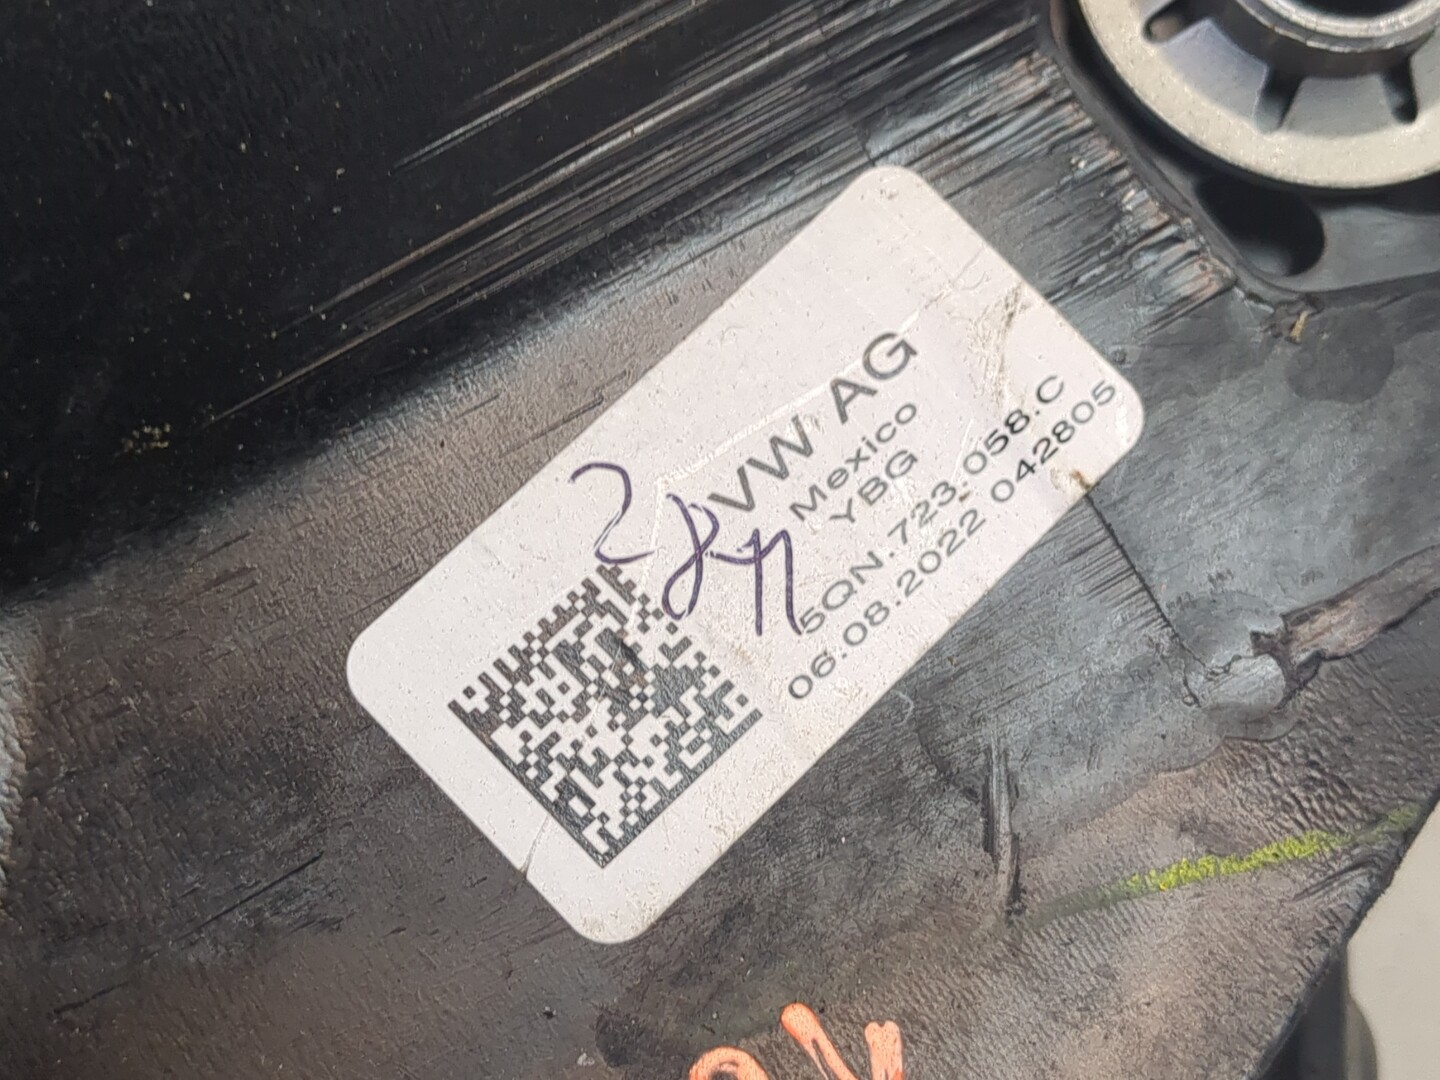 VW AG
Mexico
YBG
5QN.723.058.C
06.08.2022 042805